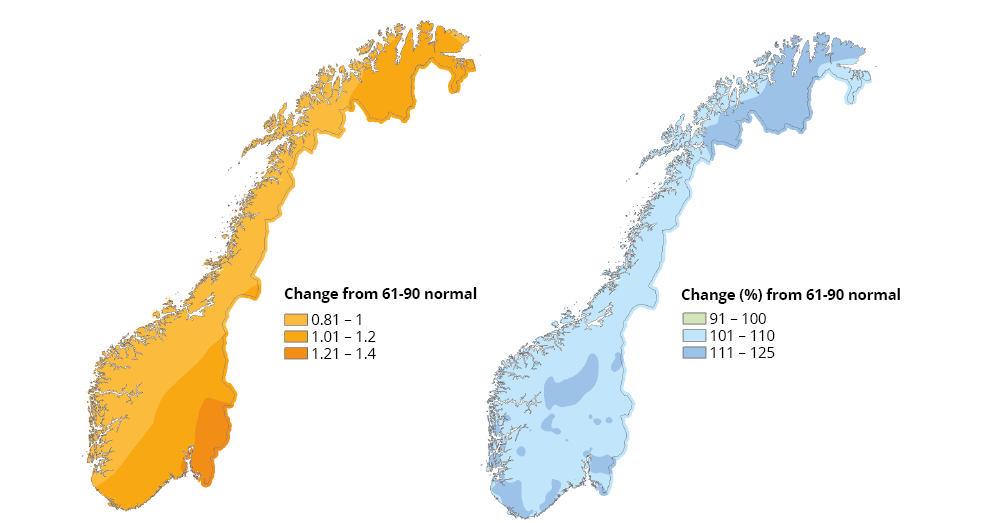 Change from 61-90 normal
0.81 – 1
1.01 – 1.2
1.21 – 1.4
Change (%) from 61-90 normal
91 – 100
101 – 110
111 – 125